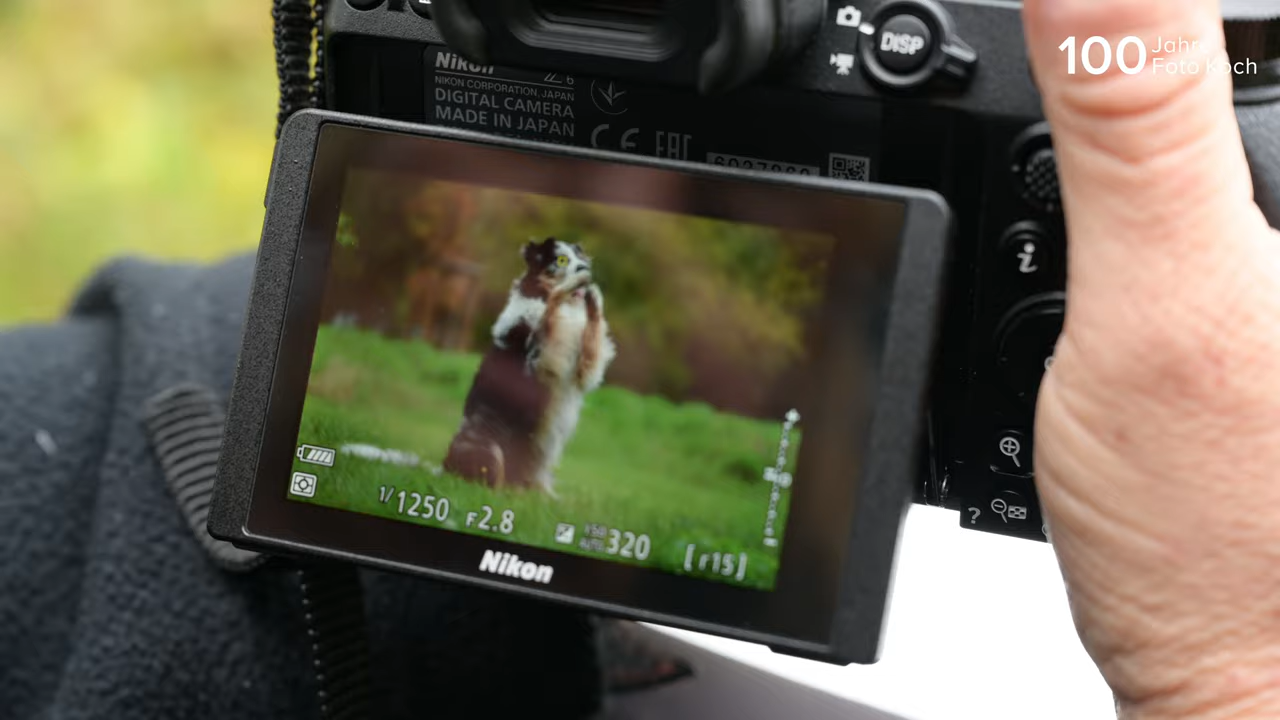 DISP
100 Jahre
Foto Koch
Nikon Z 6
NIKON CORPORATION, JAPAN
DIGITAL CAMERA
MADE IN JAPAN
CE EAC
i
1/1250 F2.8 ISO AUTO 320 [r15]
?
Nikon